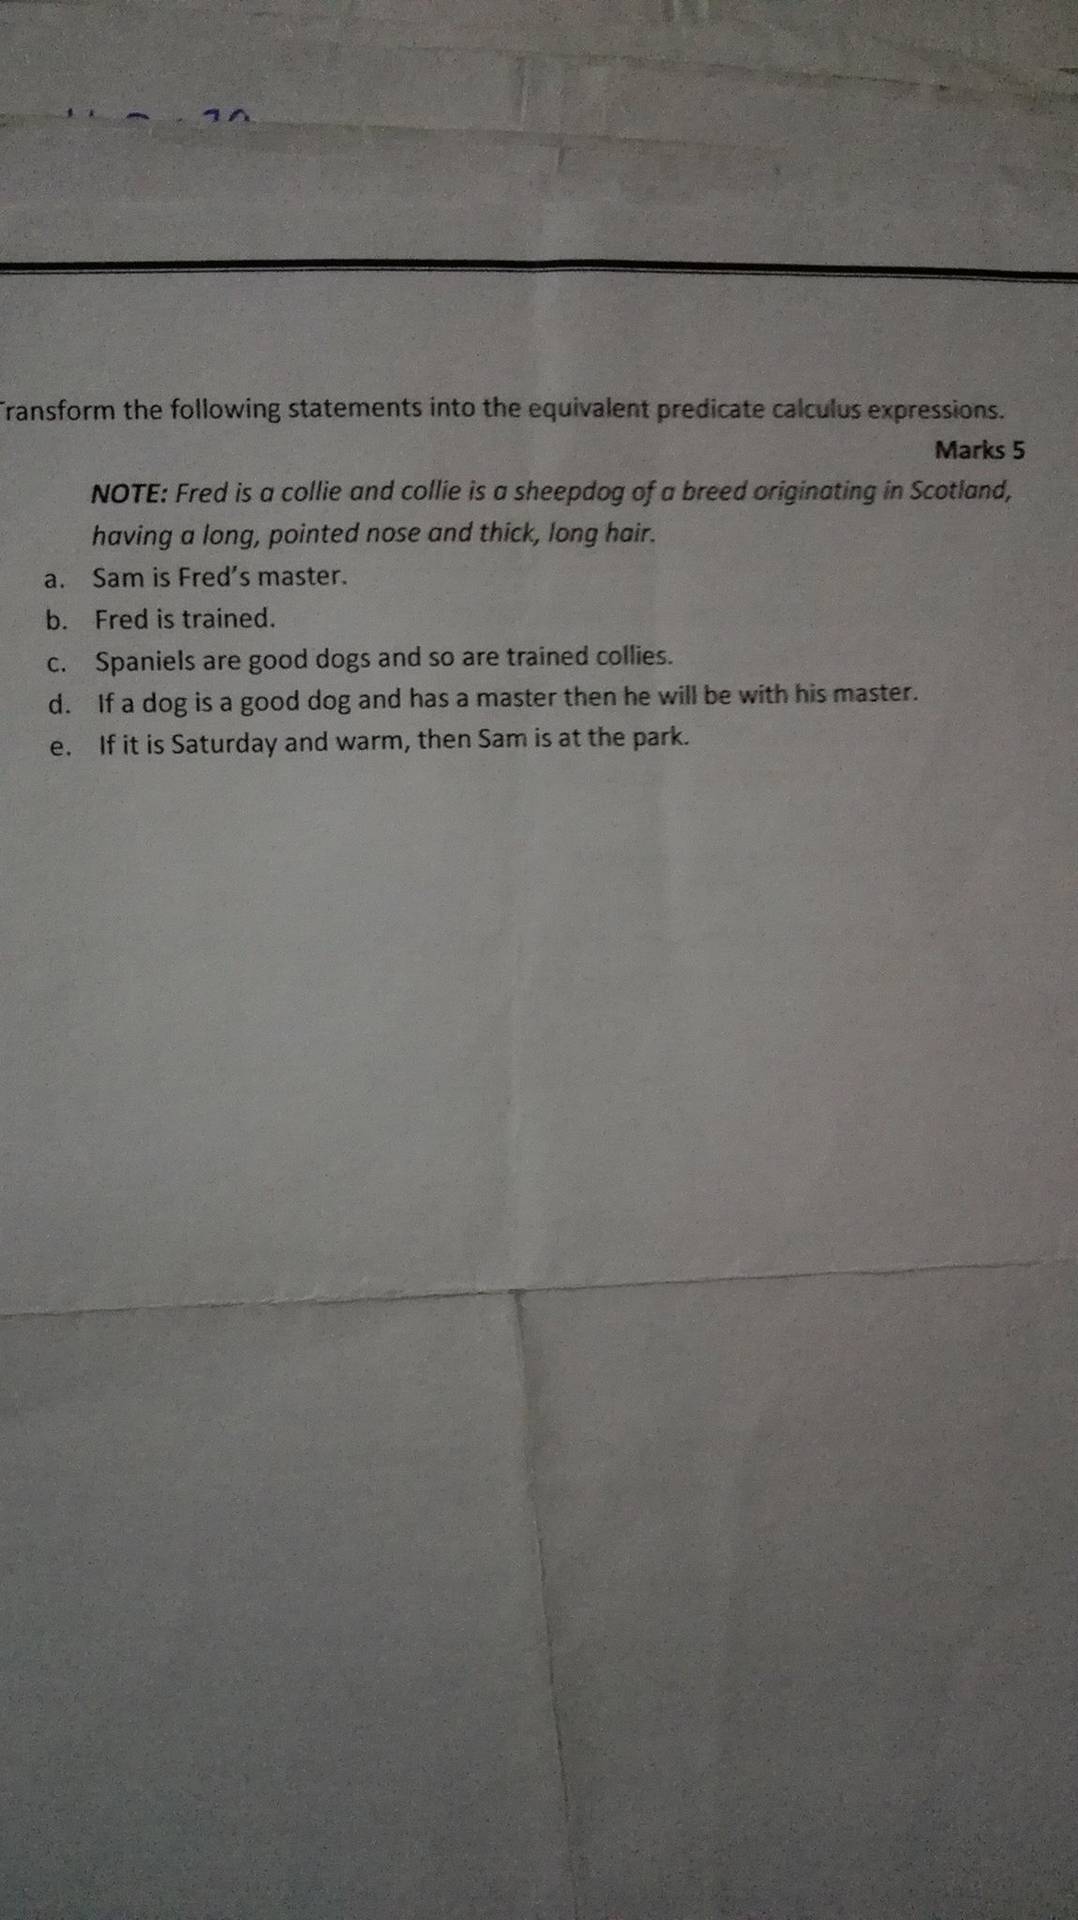 Transform the following statements into the equivalent predicate calculus expressions.
Marks 5
NOTE: Fred is a collie and collie is a sheepdog of a breed originating in Scotland,
having a long, pointed nose and thick, long hair.
a. Sam is Fred's master.
b. Fred is trained.
c. Spaniels are good dogs and so are trained collies.
d. If a dog is a good dog and has a master then he will be with his master.
e. If it is Saturday and warm, then Sam is at the park.